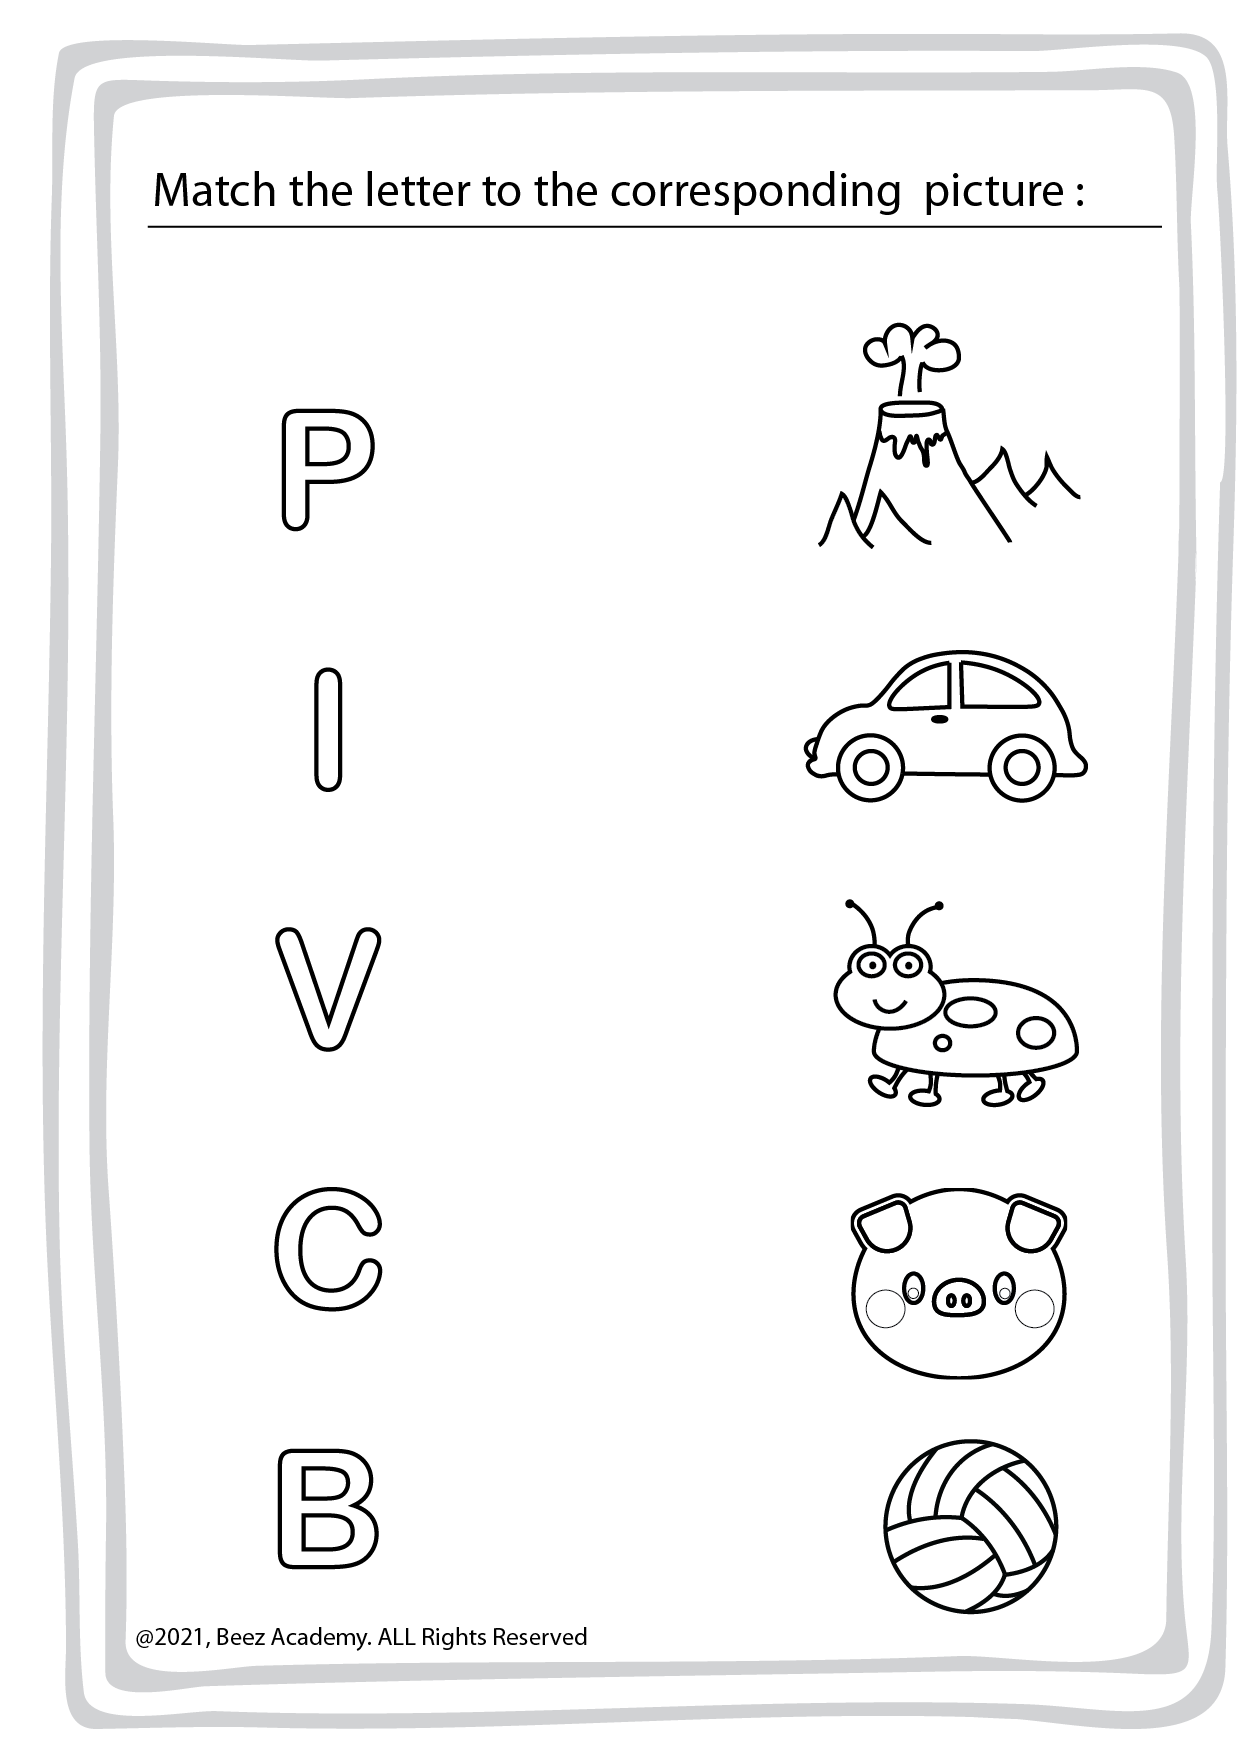 Match the letter to the corresponding picture :
P
I
V
C
B
@2021, Beez Academy. ALL Rights Reserved